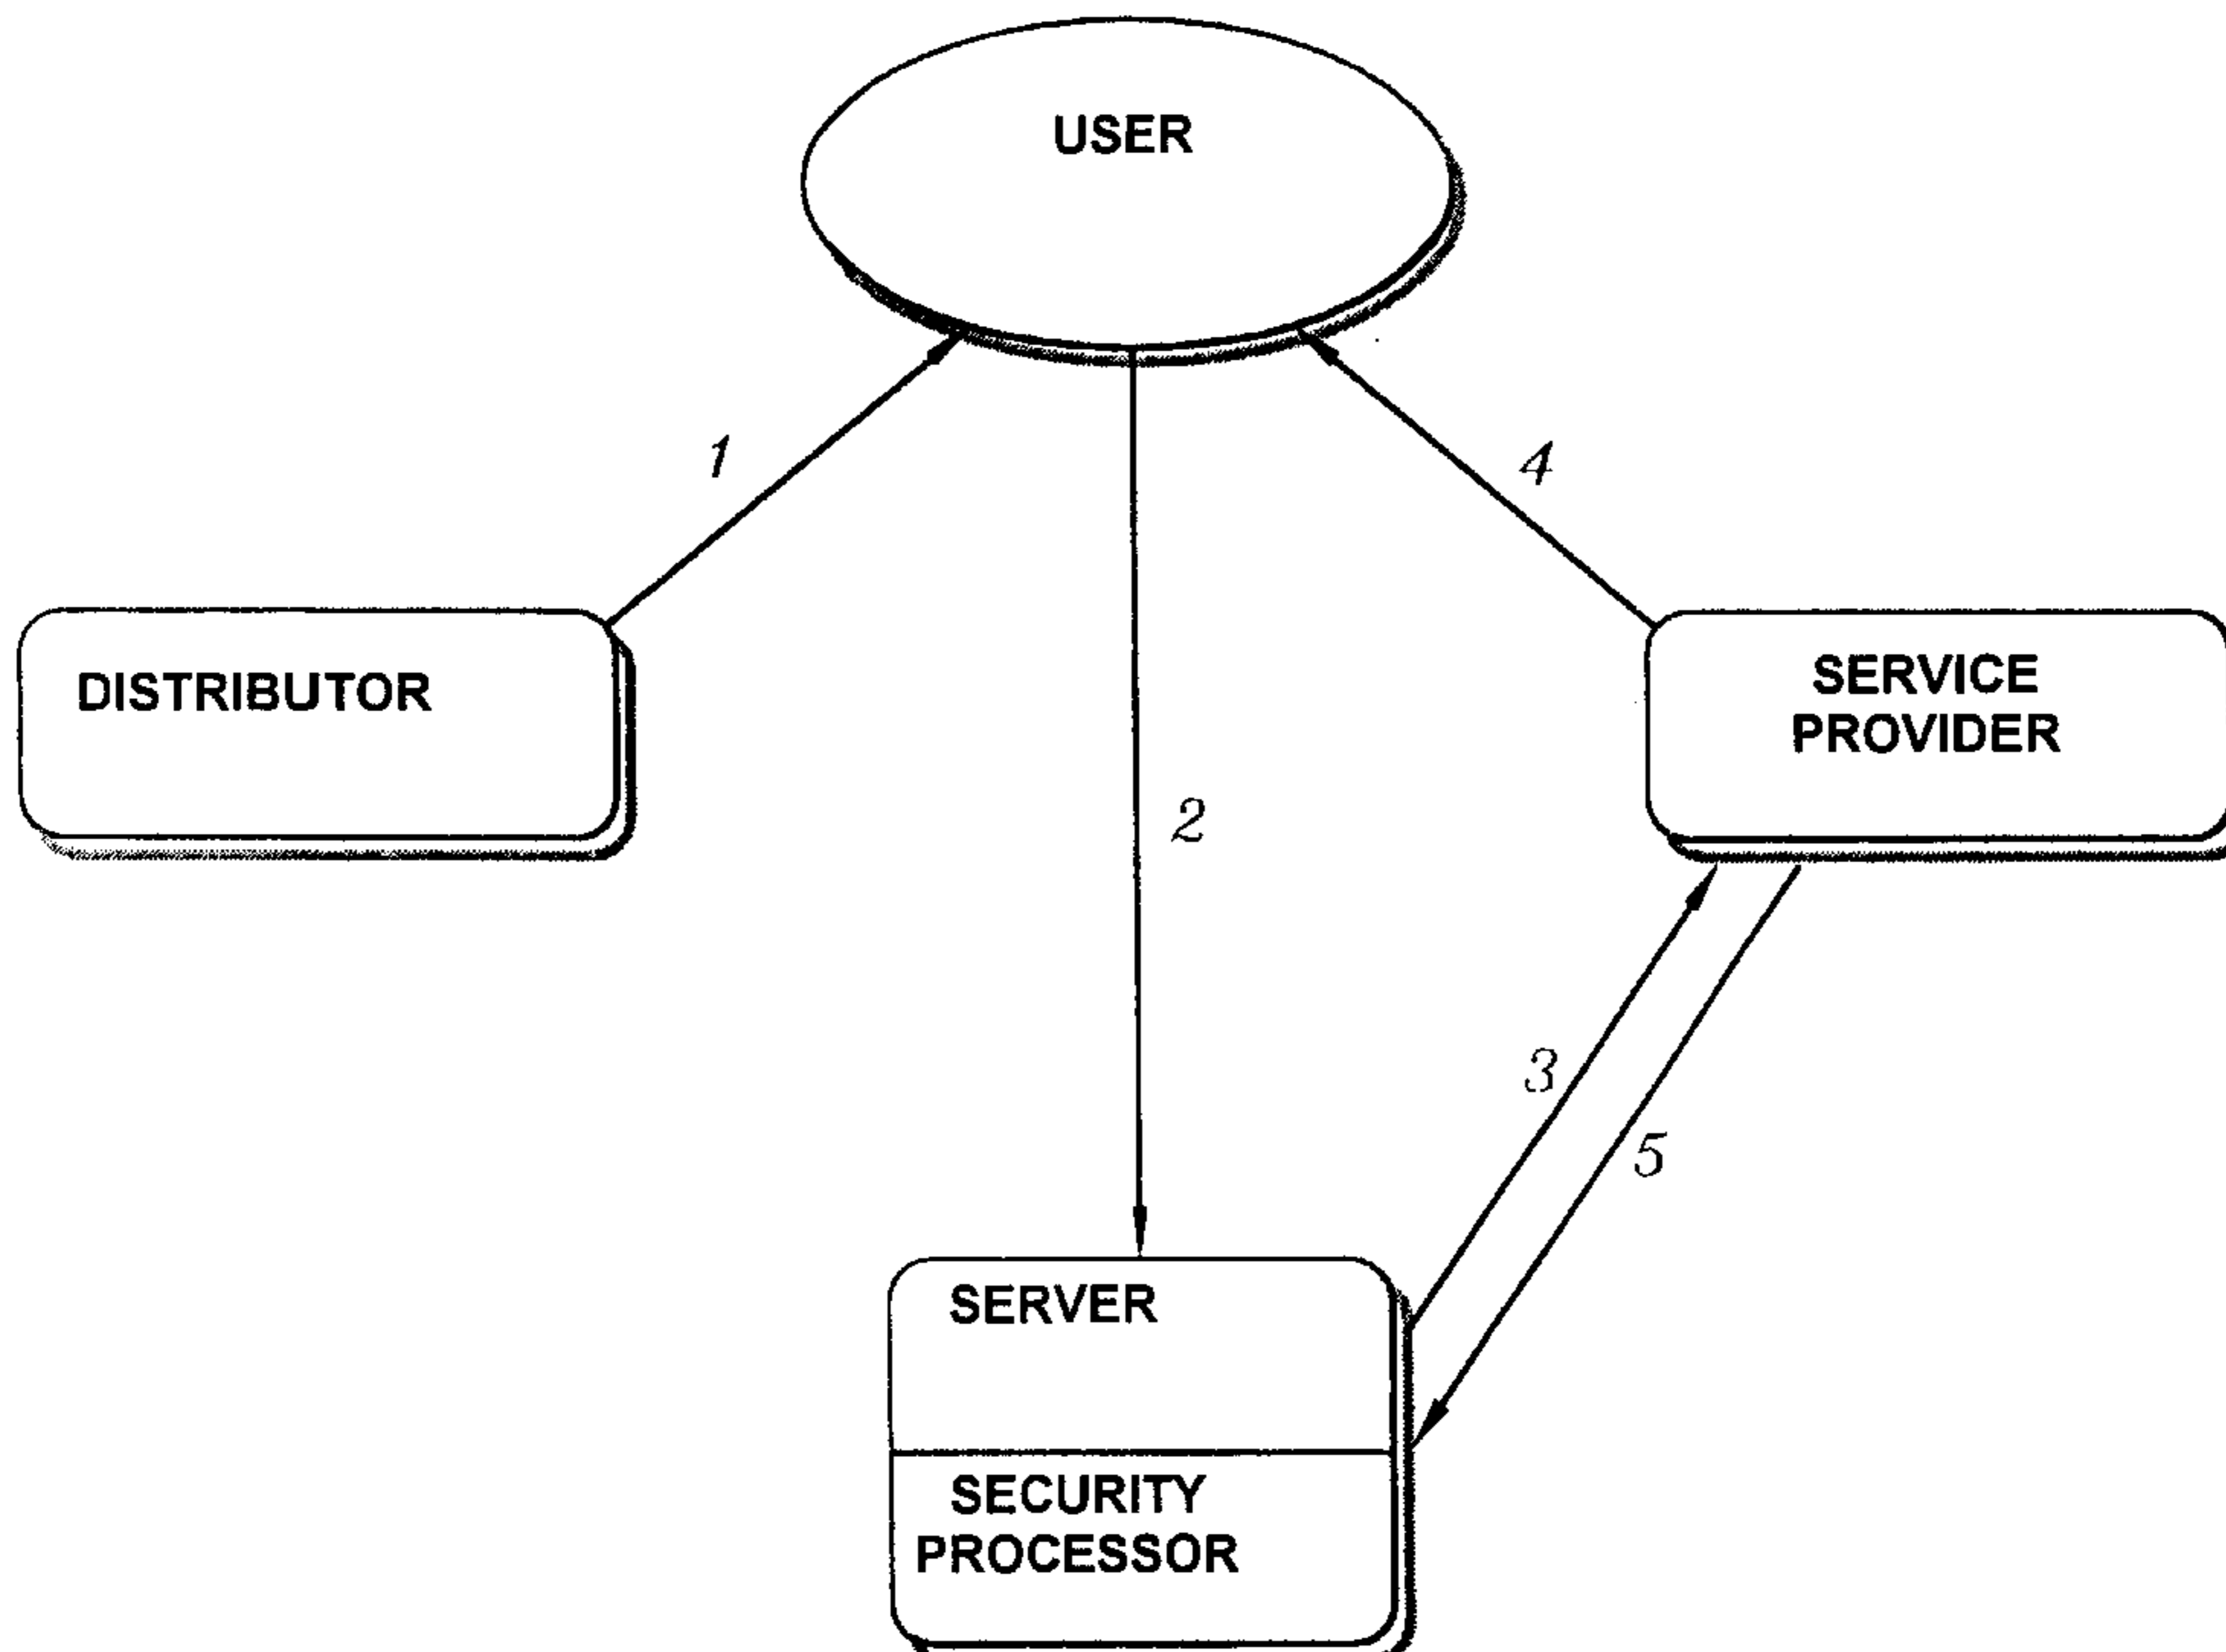 USER
1
4
DISTRIBUTOR
SERVICE
PROVIDER
2
3
5
SERVER
SECURITY
PROCESSOR